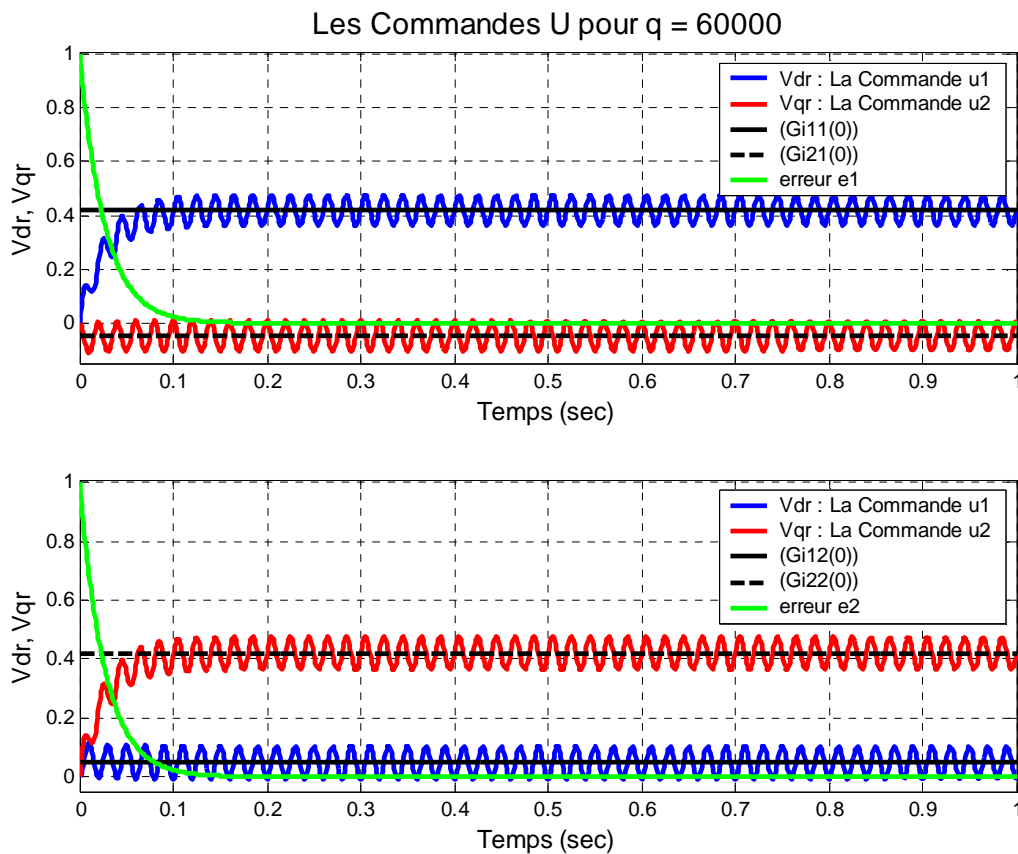 Les Commandes U pour q = 60000
1
0.8
0.6
0.4
0.2
0
Vdr, Vqr
Vdr : La Commande u1
Vqr : La Commande u2
(Gi11(0))
(Gi21(0))
erreur e1
0 0.1 0.2 0.3 0.4 0.5 0.6 0.7 0.8 0.9 1
Temps (sec)
1
0.8
0.6
0.4
0.2
0
Vdr, Vqr
Vdr : La Commande u1
Vqr : La Commande u2
(Gi12(0))
(Gi22(0))
erreur e2
0 0.1 0.2 0.3 0.4 0.5 0.6 0.7 0.8 0.9 1
Temps (sec)